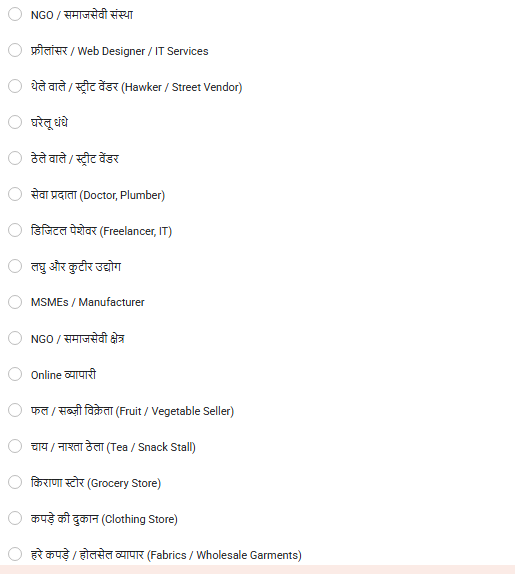 NGO / समाजसेवी संस्था
फ्रीलांसर / Web Designer / IT Services
थेले वाले / स्ट्रीट वेंडर (Hawker / Street Vendor)
घरेलू धंधे
ठेले वाले / स्ट्रीट वेंडर
सेवा प्रदाता (Doctor, Plumber)
डिजिटल पेशेवर (Freelancer, IT)
लघु और कुटीर उद्योग
MSMEs / Manufacturer
NGO / समाजसेवी क्षेत्र
Online व्यापारी
फल / सब्ज़ी विक्रेता (Fruit / Vegetable Seller)
चाय / नाश्ता ठेला (Tea / Snack Stall)
किराणा स्टोर (Grocery Store)
कपड़े की दुकान (Clothing Store)
हरे कपड़े / होलसेल व्यापार (Fabrics / Wholesale Garments)